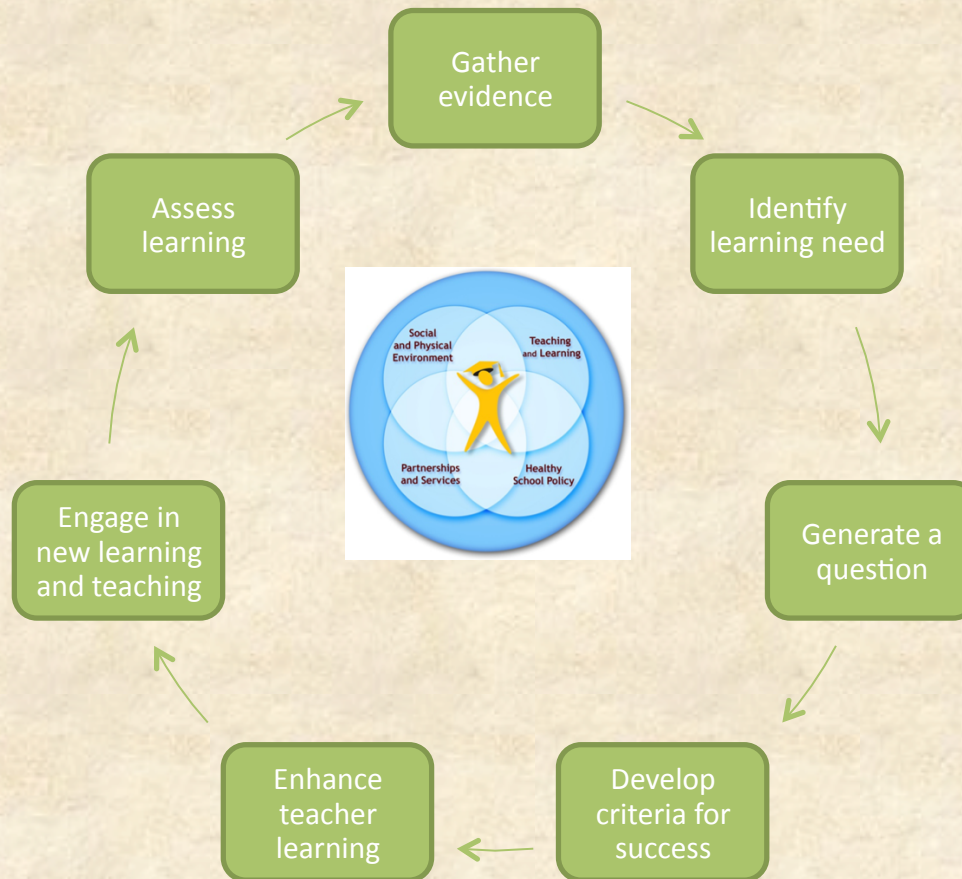 Gather
evidence
Identify
learning need
Generate a
question
Develop
criteria for
success
Enhance
teacher
learning
Engage in
new learning
and teaching
Assess
learning
Social
and Physical
Environment
Teaching
and Learning
Partnerships
and Services
Healthy
School Policy